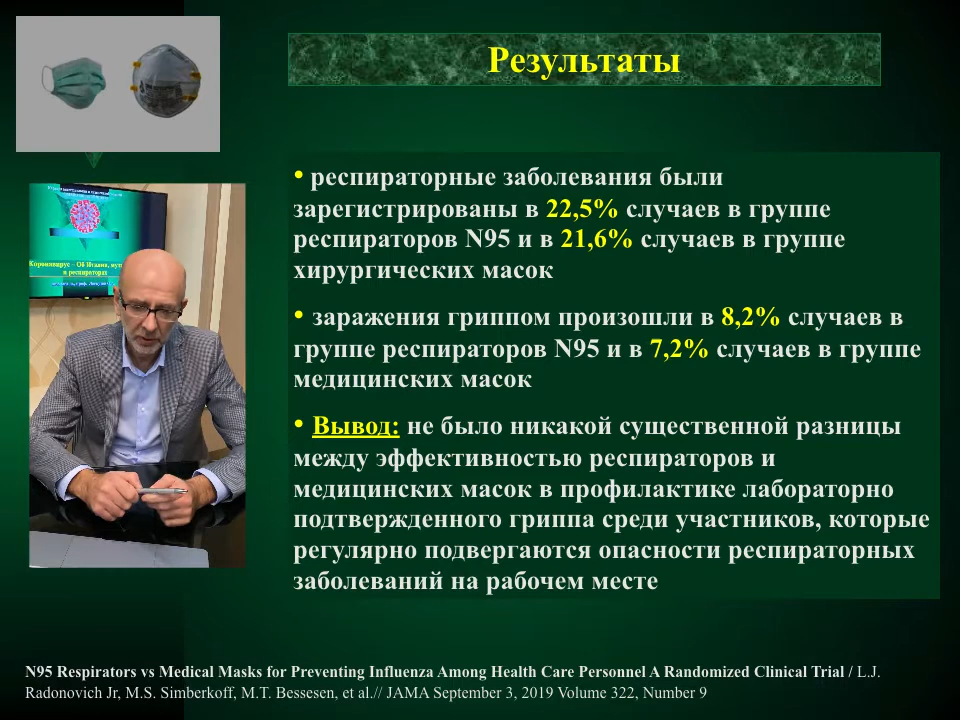 Результаты
• респираторные заболевания были
зарегистрированы в 22,5% случаев в группе
респираторов N95 и в 21,6% случаев в группе
хирургических масок
• заражения гриппом произошли в 8,2% случаев в
группе респираторов N95 и в 7,2% случаев в группе
медицинских масок
• Вывод: не было никакой существенной разницы
между эффективностью респираторов и
медицинских масок в профилактике лабораторно
подтвержденного гриппа среди участников, которые
регулярно подвергаются опасности респираторных
заболеваний на рабочем месте
Коронавирус – Об Италии,
и респираторах
N95 Respirators vs Medical Masks for Preventing Influenza Among Health Care Personnel A Randomized Clinical Trial / L.J.
Radonovich Jr, M.S. Simberkoff, M.T. Bessesen, et al.// JAMA September 3, 2019 Volume 322, Number 9